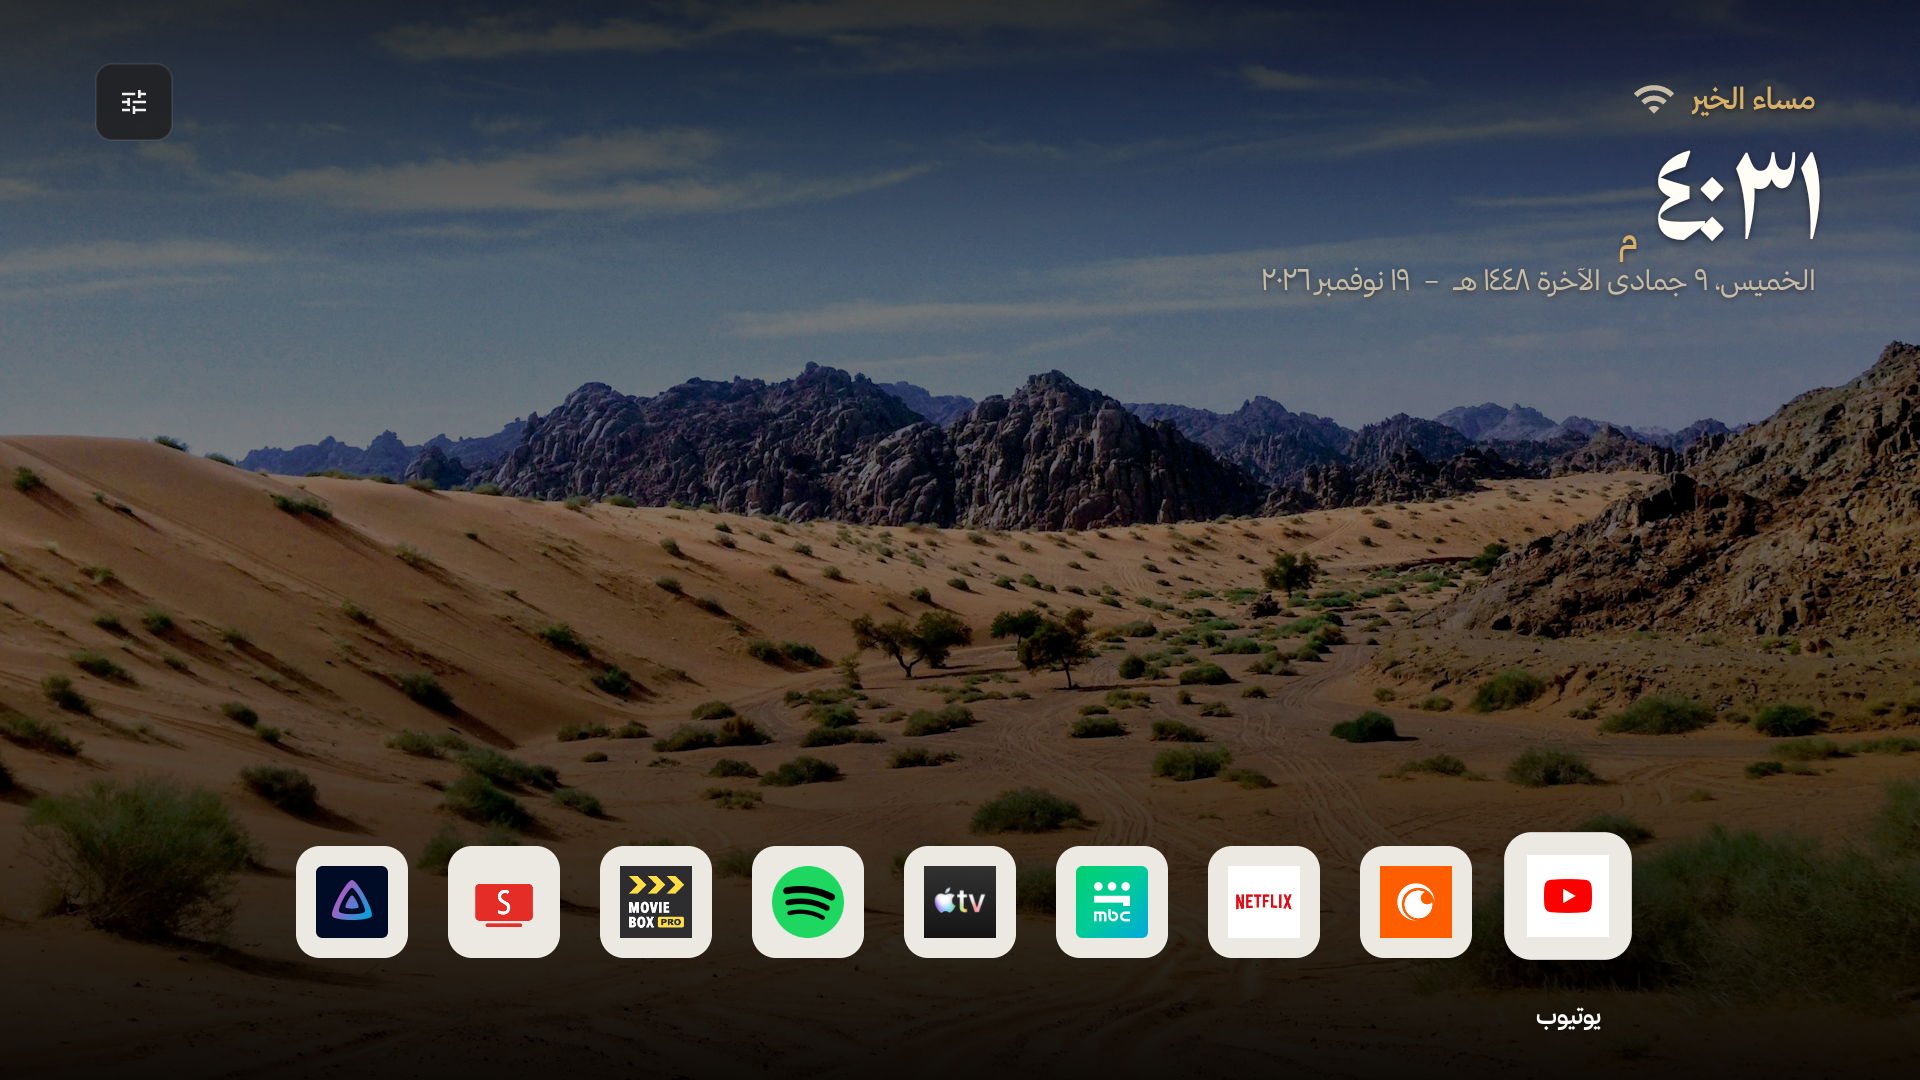 مساء الخير
٤:٣١ م
الخميس، ٩ جمادى الآخرة ١٤٤٨ هـ – ١٩ نوفمبر ٢٠٢٦
NETFLIX
mbc
tv
MOVIE BOX PRO
S
يوتيوب